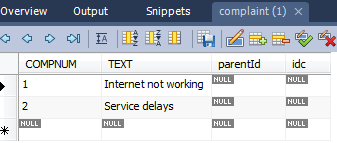 Overview Output Snippets complaint (1)
COMPNUM TEXT parentId idc
1 Internet not working NULL NULL
2 Service delays NULL NULL
NULL NULL NULL NULL